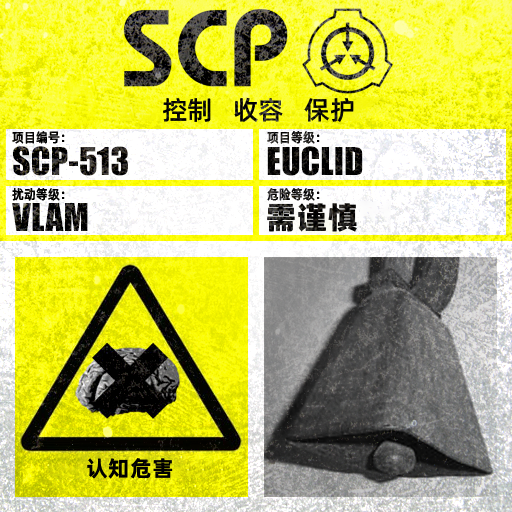 SCP
控制 收容 保护
项目编号：
SCP-513
项目等级：
EUCLID
扰动等级：
VLAM
危险等级：
需谨慎
认知危害